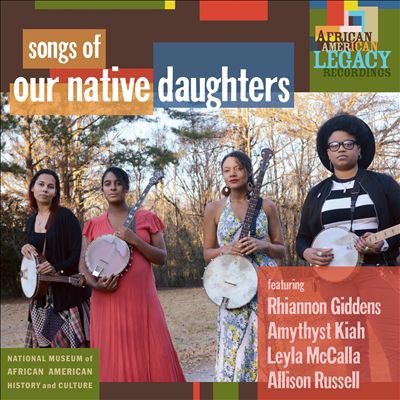 songs of
our native daughters
AFRICAN
AMERICAN
LEGACY
RECORDINGS
featuring
Rhiannon Giddens
Amythyst Kiah
Leyla McCalla
Allison Russell
NATIONAL MUSEUM of
AFRICAN AMERICAN
HISTORY and CULTURE